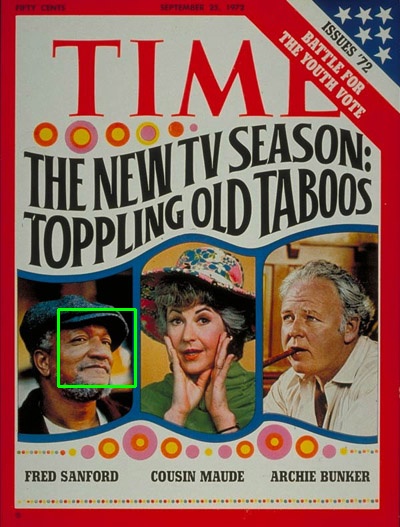 FIFTY CENTS
SEPTEMBER 25, 1972
TIME
ISSUES '72
BATTLE FOR
THE YOUTH VOTE
THE NEW TV SEASON:
TOPPLING OLD TABOOS
FRED SANFORD
COUSIN MAUDE
ARCHIE BUNKER